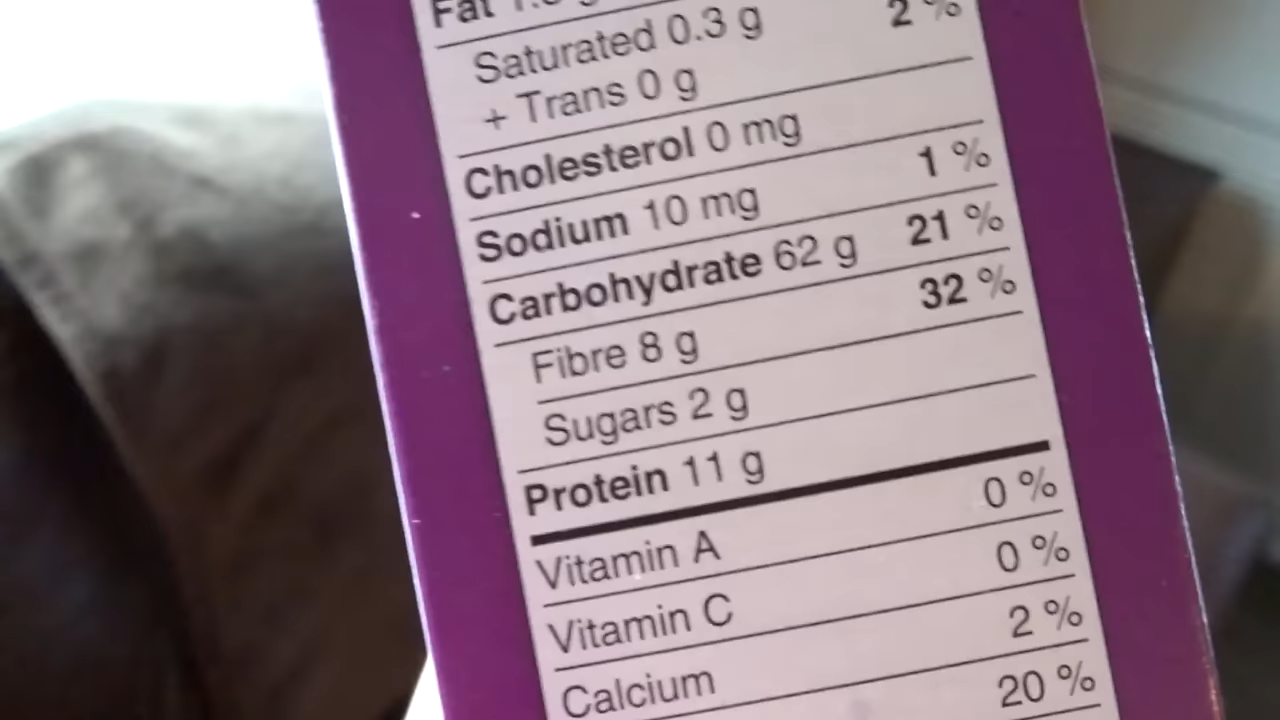 Fat
Saturated 0.3 g
+ Trans 0 g 2 %
Cholesterol 0 mg
Sodium 10 mg 1 %
Carbohydrate 62 g 21 %
Fibre 8 g 32 %
Sugars 2 g
Protein 11 g
Vitamin A 0 %
Vitamin C 0 %
Calcium 2 %
20 %